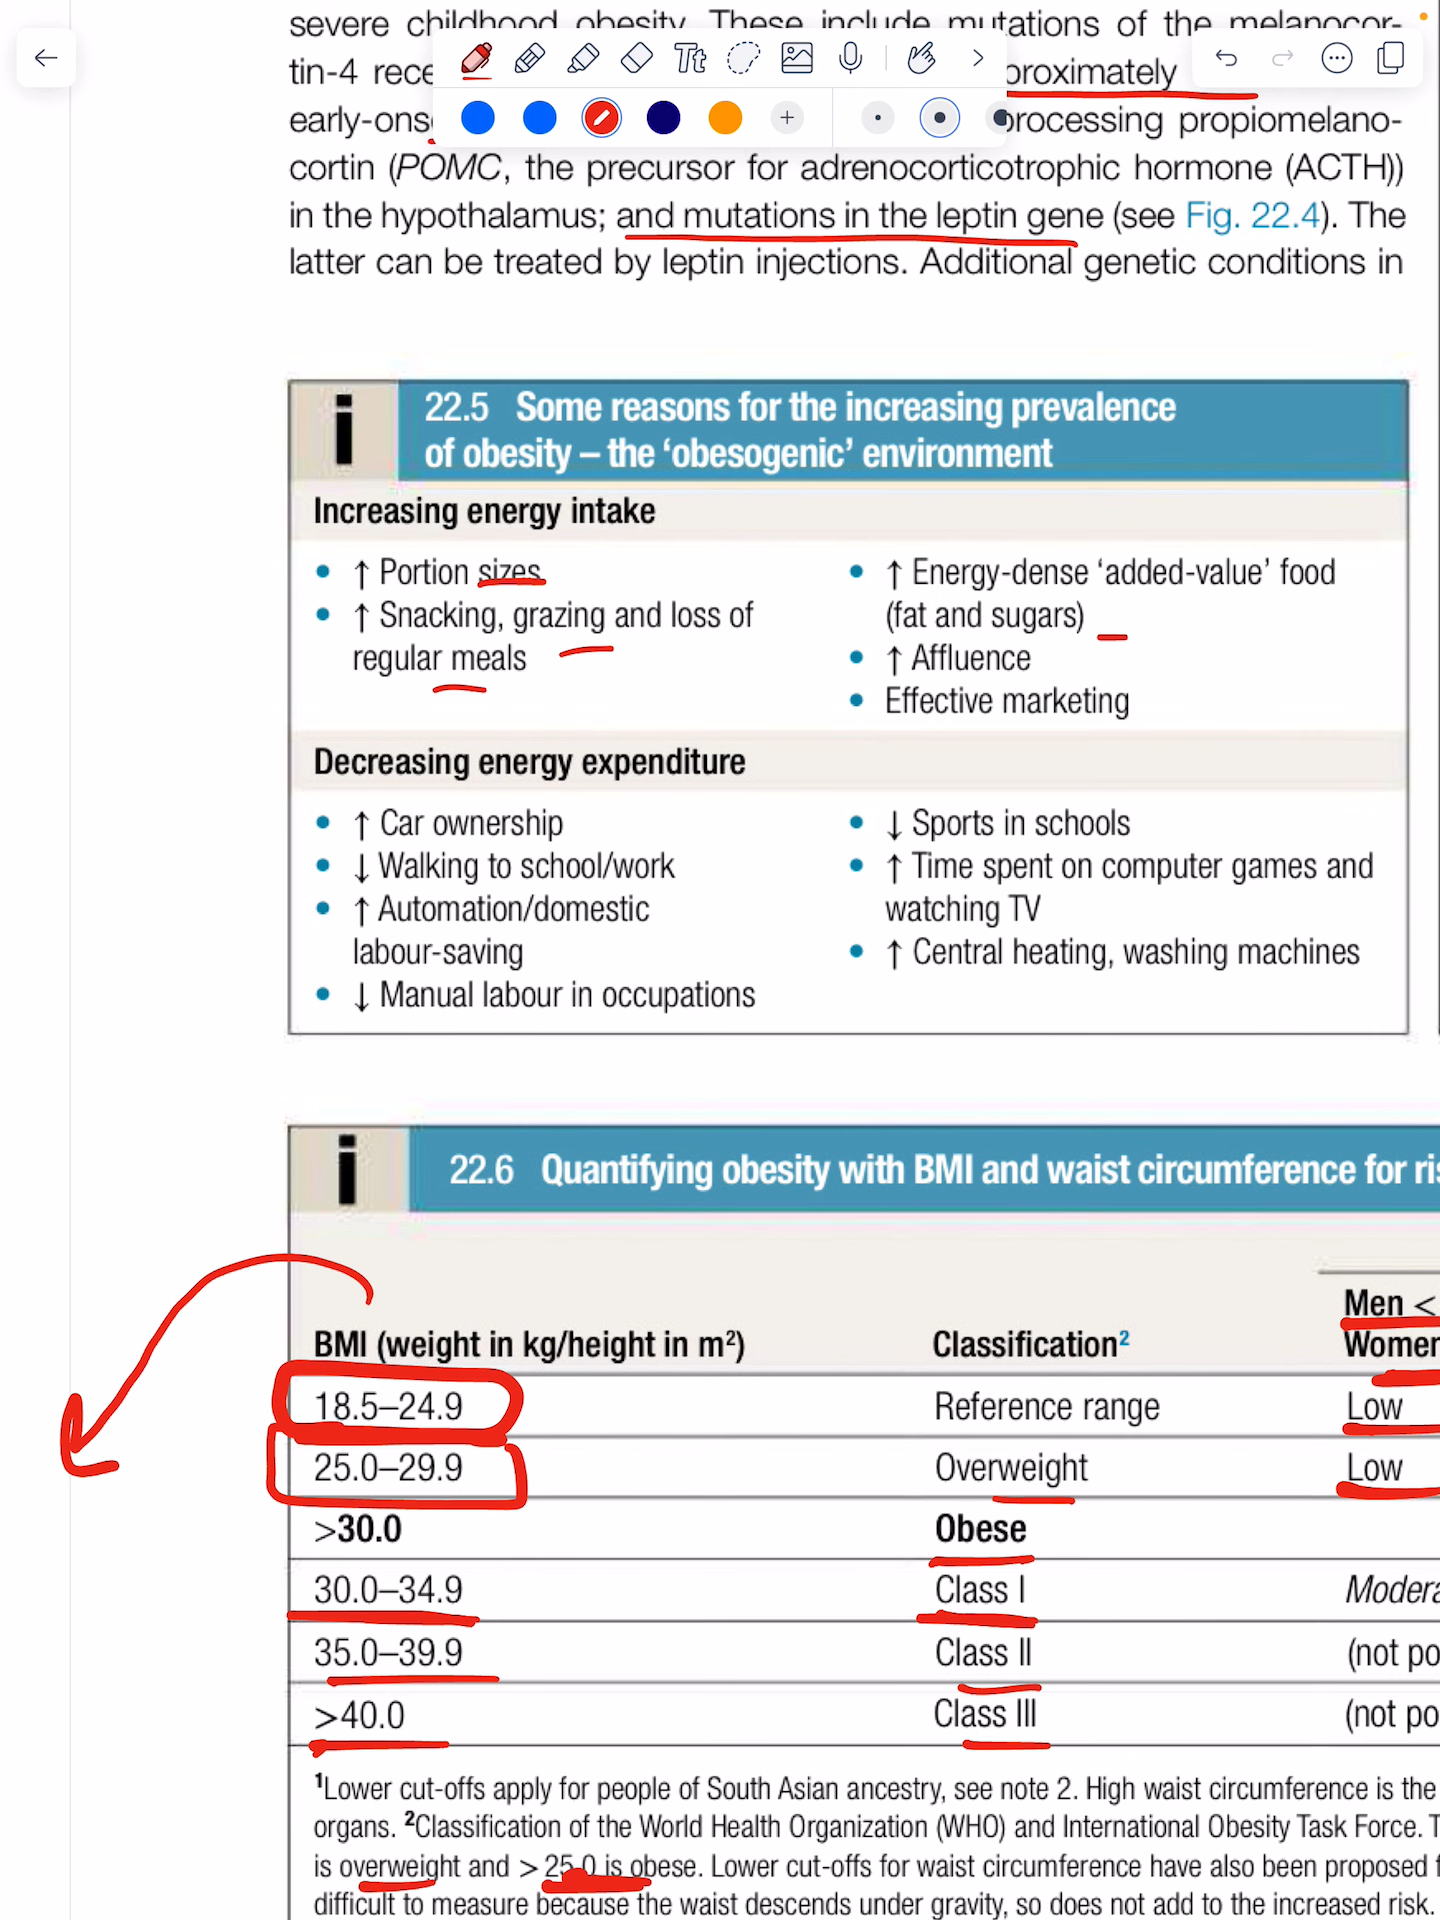 severe childhood obesity. These include mutations of the melanocor-
tin-4 rece
proximately
early-ons
processing propiomelano-
cortin (POMC, the precursor for adrenocorticotrophic hormone (ACTH))
in the hypothalamus; and mutations in the leptin gene (see Fig. 22.4). The
latter can be treated by leptin injections. Additional genetic conditions in
Tt
i
22.5 Some reasons for the increasing prevalence
of obesity – the ‘obesogenic’ environment
Increasing energy intake
• ↑ Portion sizes
• ↑ Snacking, grazing and loss of
regular meals
• ↑ Energy-dense ‘added-value’ food
(fat and sugars)
• ↑ Affluence
• Effective marketing
Decreasing energy expenditure
• ↑ Car ownership
• ↓ Walking to school/work
• ↑ Automation/domestic
labour-saving
• ↓ Manual labour in occupations
• ↓ Sports in schools
• ↑ Time spent on computer games and
watching TV
• ↑ Central heating, washing machines
i
22.6 Quantifying obesity with BMI and waist circumference for ri
Men <
BMI (weight in kg/height in m²) Classification² Women
18.5–24.9 Reference range Low
25.0–29.9 Overweight Low
>30.0 Obese
30.0–34.9 Class I Modera
35.0–39.9 Class II (not po
>40.0 Class III (not po
¹Lower cut-offs apply for people of South Asian ancestry, see note 2. High waist circumference is the
organs. ²Classification of the World Health Organization (WHO) and International Obesity Task Force. T
is overweight and > 25.0 is obese. Lower cut-offs for waist circumference have also been proposed f
difficult to measure because the waist descends under gravity, so does not add to the increased risk.